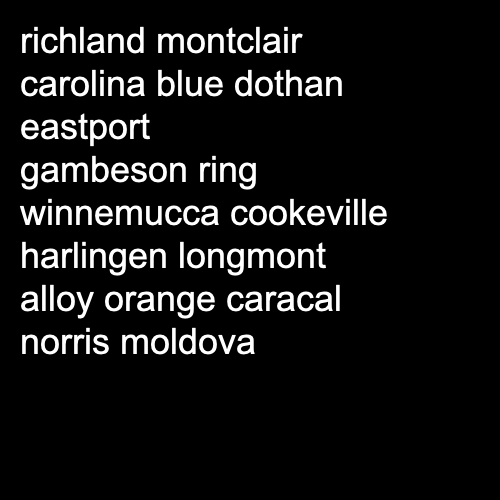 richland montclair
carolina blue dothan
eastport
gambeson ring
winnemucca cookeville
harlingen longmont
alloy orange caracal
norris moldova